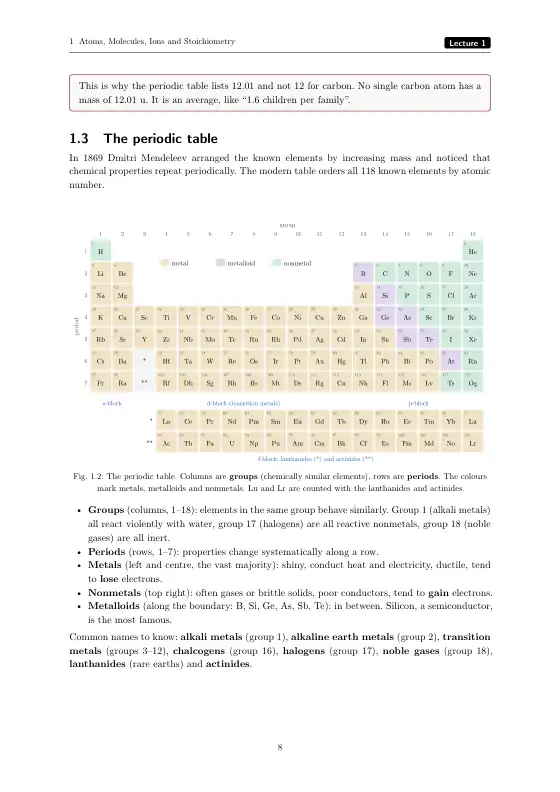 1 Atoms, Molecules, Ions and Stoichiometry
Lecture 1
This is why the periodic table lists 12.01 and not 12 for carbon. No single carbon atom has a
mass of 12.01 u. It is an average, like “1.6 children per family”.
1.3 The periodic table
In 1869 Dmitri Mendeleev arranged the known elements by increasing mass and noticed that
chemical properties repeat periodically. The modern table orders all 118 known elements by atomic
number.
group
1 2 3 4 5 6 7 8 9 10 11 12 13 14 15 16 17 18
1 H He
metal metalloid nonmetal
2 Li Be B C N O F Ne
3 Na Mg Al Si P S Cl Ar
period
4 K Ca Sc Ti V Cr Mn Fe Co Ni Cu Zn Ga Ge As Se Br Kr
5 Rb Sr Y Zr Nb Mo Tc Ru Rh Pd Ag Cd In Sn Sb Te I Xe
6 Cs Ba * Hf Ta W Re Os Ir Pt Au Hg Tl Pb Bi Po At Rn
7 Fr Ra ** Rf Db Sg Bh Hs Mt Ds Rg Cn Nh Fl Mc Lv Ts Og
s-block d-block (transition metals) p-block
* La Ce Pr Nd Pm Sm Eu Gd Tb Dy Ho Er Tm Yb Lu
** Ac Th Pa U Np Pu Am Cm Bk Cf Es Fm Md No Lr
f-block: lanthanides (*) and actinides (**)
Fig. 1.2: The periodic table. Columns are groups (chemically similar elements), rows are periods. The colours
mark metals, metalloids and nonmetals. Lu and Lr are counted with the lanthanides and actinides.
• Groups (columns, 1–18): elements in the same group behave similarly. Group 1 (alkali metals)
all react violently with water, group 17 (halogens) are all reactive nonmetals, group 18 (noble
gases) are all inert.
• Periods (rows, 1–7): properties change systematically along a row.
• Metals (left and centre, the vast majority): shiny, conduct heat and electricity, ductile, tend
to lose electrons.
• Nonmetals (top right): often gases or brittle solids, poor conductors, tend to gain electrons.
• Metalloids (along the boundary: B, Si, Ge, As, Sb, Te): in between. Silicon, a semiconductor,
is the most famous.
Common names to know: alkali metals (group 1), alkaline earth metals (group 2), transition
metals (groups 3–12), chalcogens (group 16), halogens (group 17), noble gases (group 18),
lanthanides (rare earths) and actinides.
8